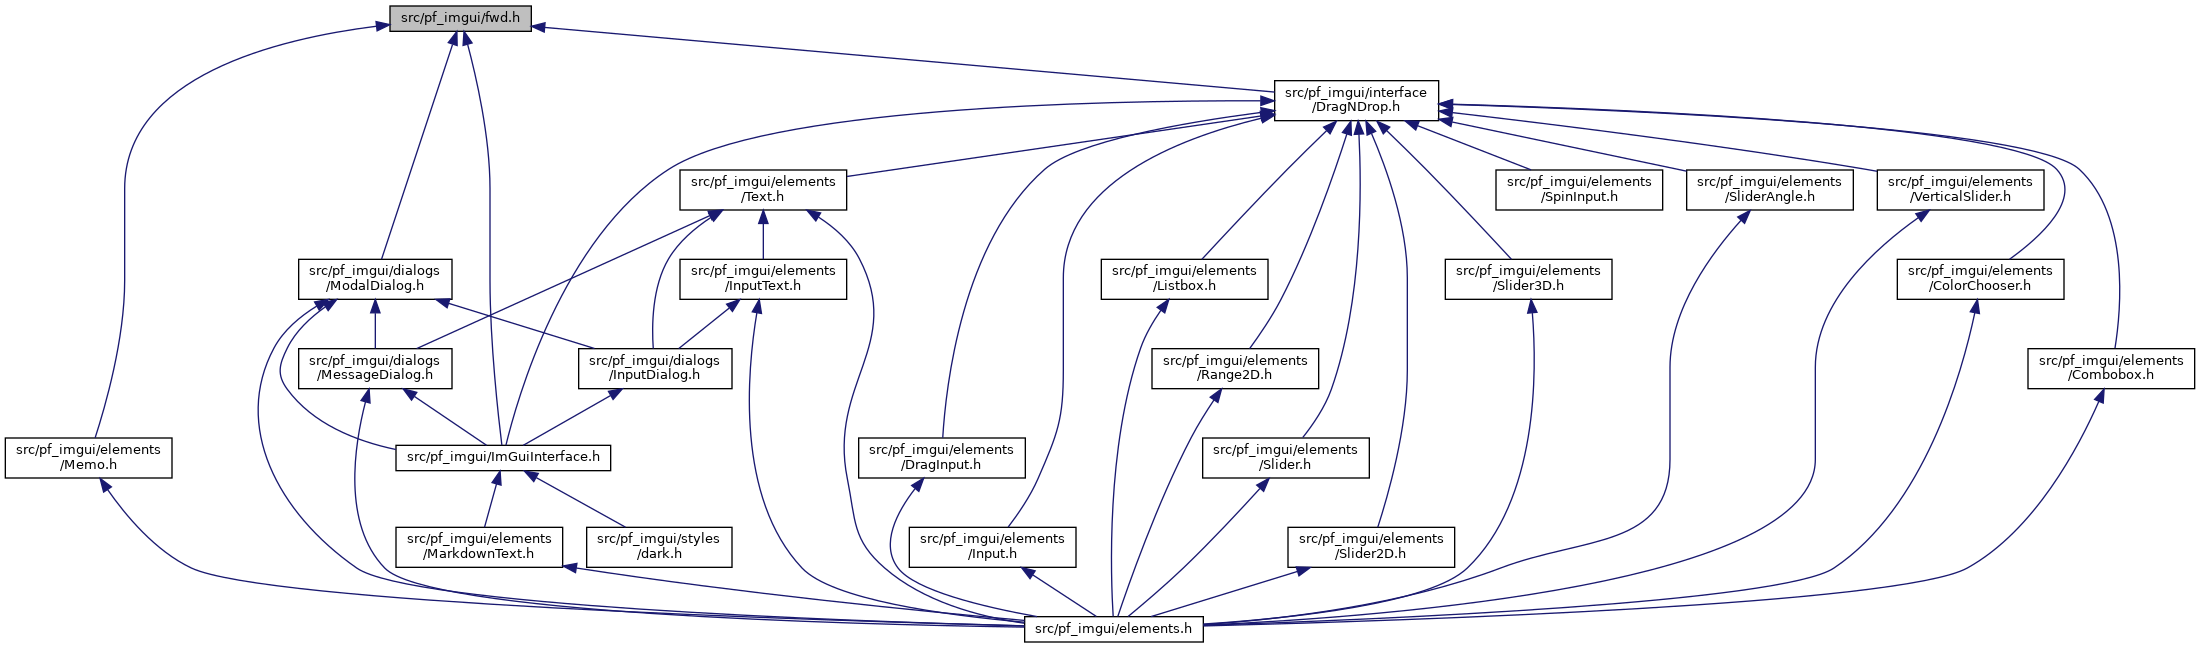 src/pf_imgui/fwd.h
src/pf_imgui/interface
/DragNDrop.h
src/pf_imgui/elements
/Text.h
src/pf_imgui/elements
/SpinInput.h
src/pf_imgui/elements
/SliderAngle.h
src/pf_imgui/elements
/VerticalSlider.h
src/pf_imgui/dialogs
/ModalDialog.h
src/pf_imgui/elements
/InputText.h
src/pf_imgui/elements
/Listbox.h
src/pf_imgui/elements
/Slider3D.h
src/pf_imgui/elements
/ColorChooser.h
src/pf_imgui/dialogs
/MessageDialog.h
src/pf_imgui/dialogs
/InputDialog.h
src/pf_imgui/elements
/Range2D.h
src/pf_imgui/elements
/Combobox.h
src/pf_imgui/elements
/Memo.h
src/pf_imgui/ImGuiInterface.h
src/pf_imgui/elements
/DragInput.h
src/pf_imgui/elements
/Slider.h
src/pf_imgui/elements
/MarkdownText.h
src/pf_imgui/styles
/dark.h
src/pf_imgui/elements
/Input.h
src/pf_imgui/elements
/Slider2D.h
src/pf_imgui/elements.h